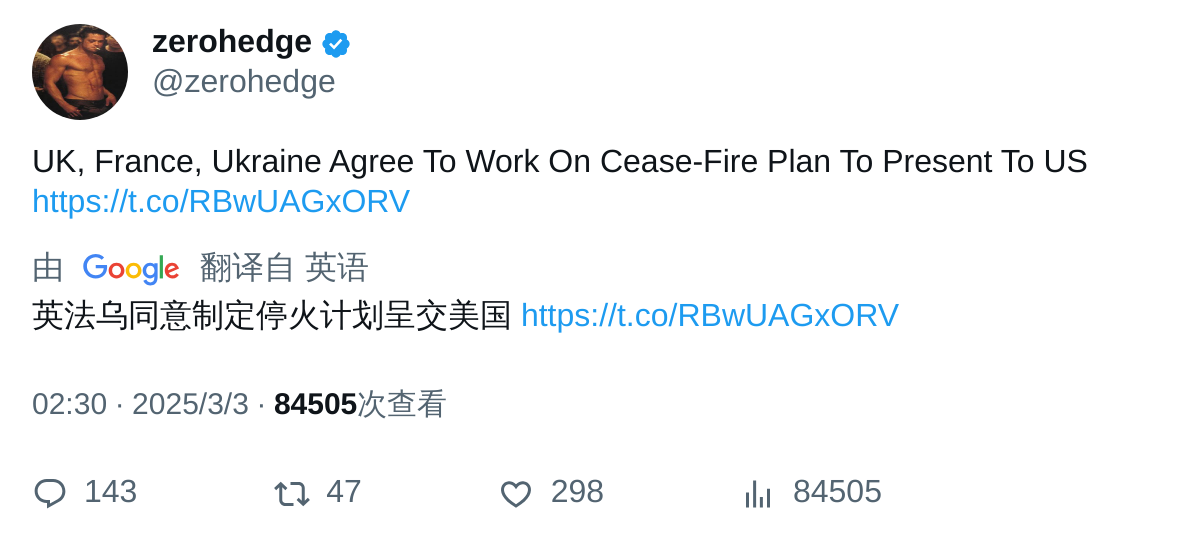 zerohedge
@zerohedge
UK, France, Ukraine Agree To Work On Cease-Fire Plan To Present To US
https://t.co/RBwUAGxORV
由 Google 翻译自 英语
英法乌同意制定停火计划呈交美国 https://t.co/RBwUAGxORV
02:30 · 2025/3/3 · 84505次查看
143 47 298 84505